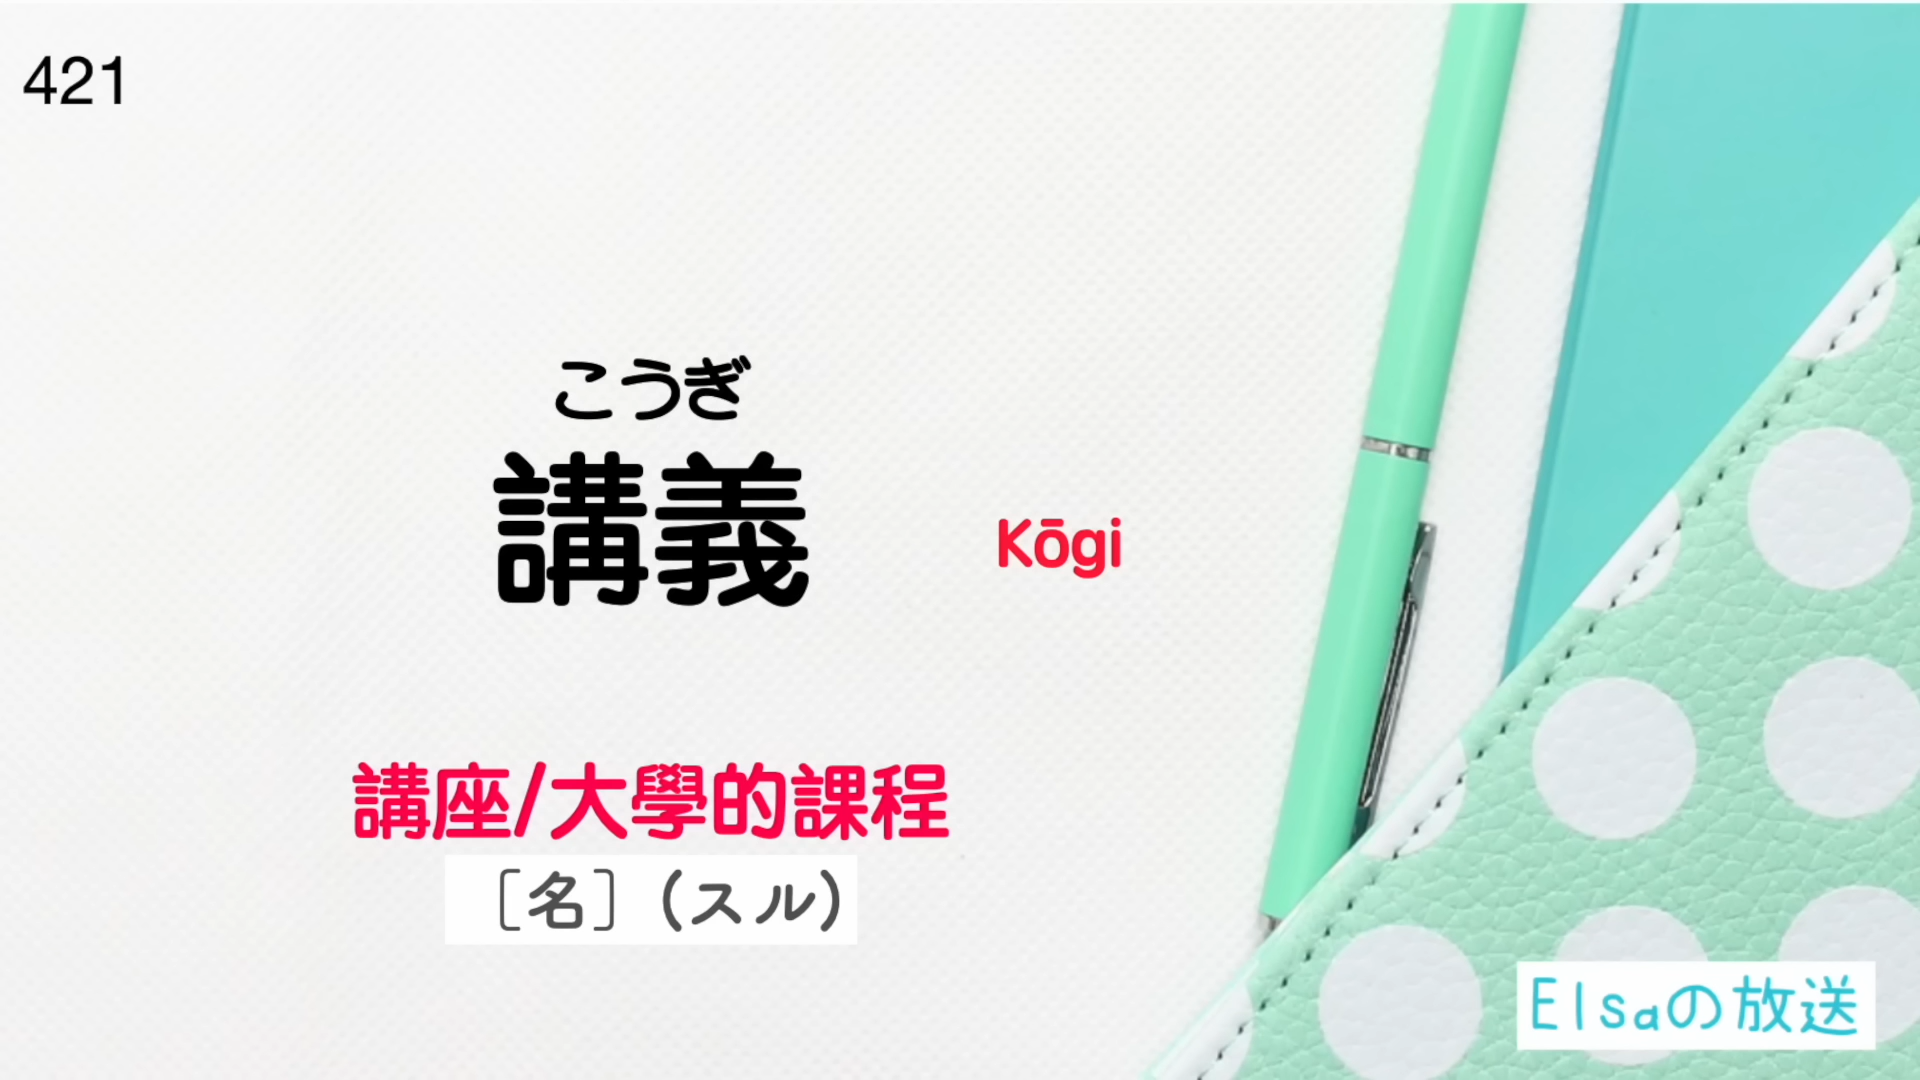 421
こうぎ
講義
Kōgi
講座/大學的課程
［名］（スル）
Elsaの放送